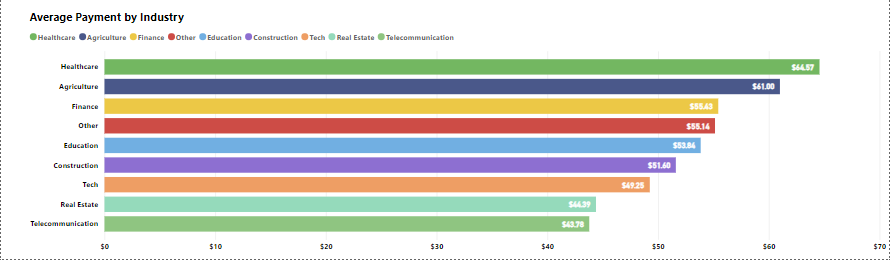 Average Payment by Industry
Healthcare Agriculture Finance Other Education Construction Tech Real Estate Telecommunication
Healthcare $64.57
Agriculture $61.00
Finance $55.43
Other $55.14
Education $53.84
Construction $51.60
Tech $49.25
Real Estate $44.39
Telecommunication $43.78
$0 $10 $20 $30 $40 $50 $60 $70